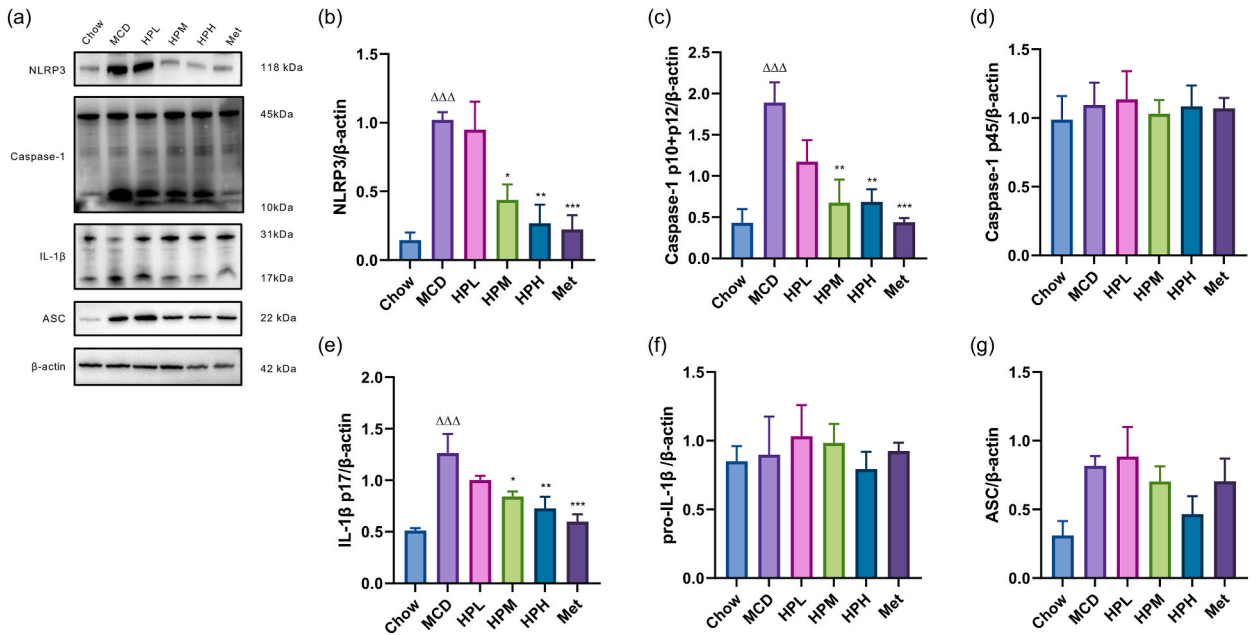 (a)
Chow MCD HPL HPM HPH Met
NLRP3 118 kDa
45kDa
Caspase-1
10kDa
31kDa
IL-1β
17kDa
ASC 22 kDa
β-actin 42 kDa
(b)
NLRP3/β-actin
1.5
1.0
0.5
0.0
ΔΔΔ
*
**
***
Chow MCD HPL HPM HPH Met
(c)
Caspase-1 p10+p12/β-actin
2.5
2.0
1.5
1.0
0.5
0.0
ΔΔΔ
**
**
***
Chow MCD HPL HPM HPH Met
(d)
Caspase-1 p45/β-actin
1.5
1.0
0.5
0.0
Chow MCD HPL HPM HPH Met
(e)
IL-1β p17/β-actin
2.0
1.5
1.0
0.5
0.0
ΔΔΔ
*
**
***
Chow MCD HPL HPM HPH Met
(f)
pro-IL-1β /β-actin
1.5
1.0
0.5
0.0
Chow MCD HPL HPM HPH Met
(g)
ASC/β-actin
1.5
1.0
0.5
0.0
Chow MCD HPL HPM HPH Met